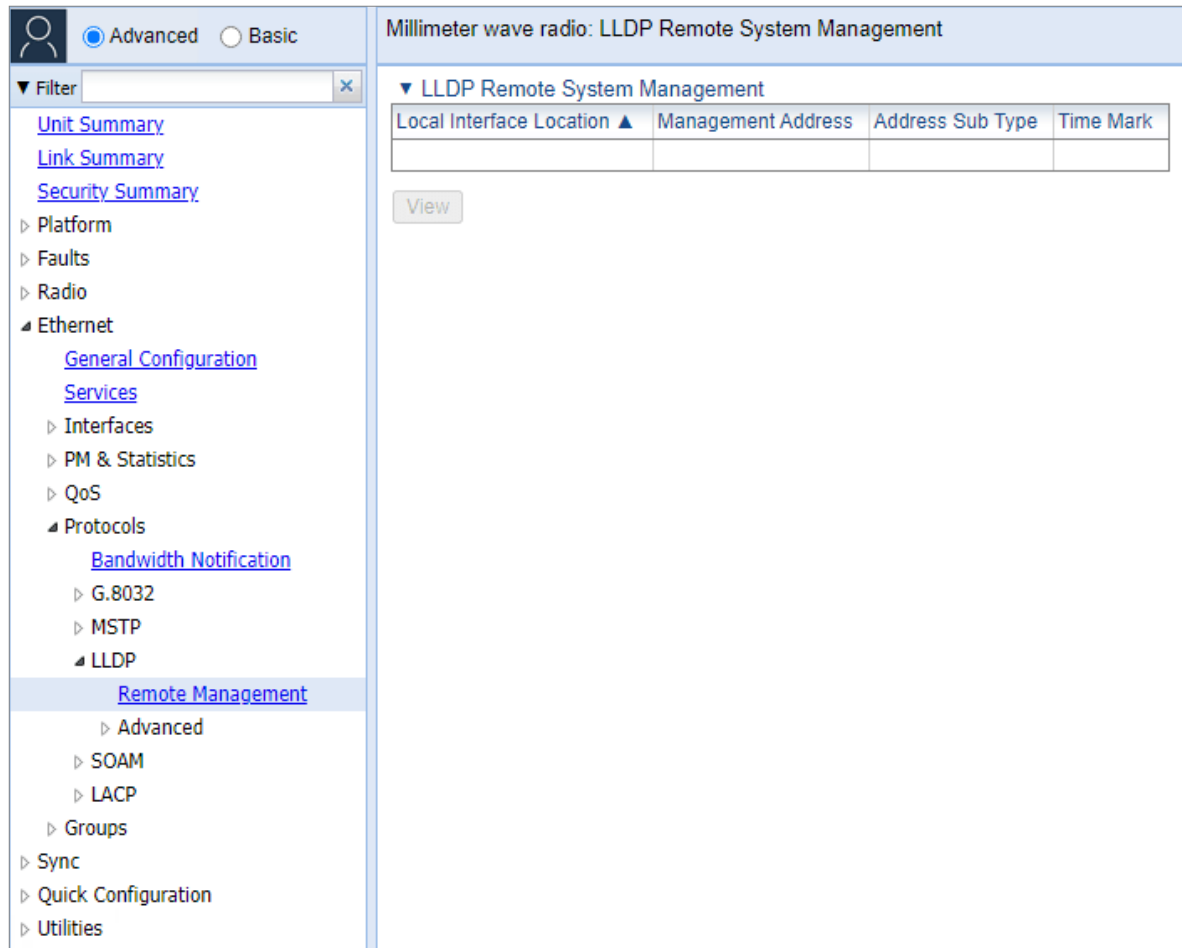 Advanced Basic
Filter
Unit Summary
Link Summary
Security Summary
Platform
Faults
Radio
Ethernet
General Configuration
Services
Interfaces
PM & Statistics
QoS
Protocols
Bandwidth Notification
G.8032
MSTP
LLDP
Remote Management
Advanced
SOAM
LACP
Groups
Sync
Quick Configuration
Utilities
Millimeter wave radio: LLDP Remote System Management
▼ LLDP Remote System Management
Local Interface Location ▲ Management Address Address Sub Type Time Mark
View